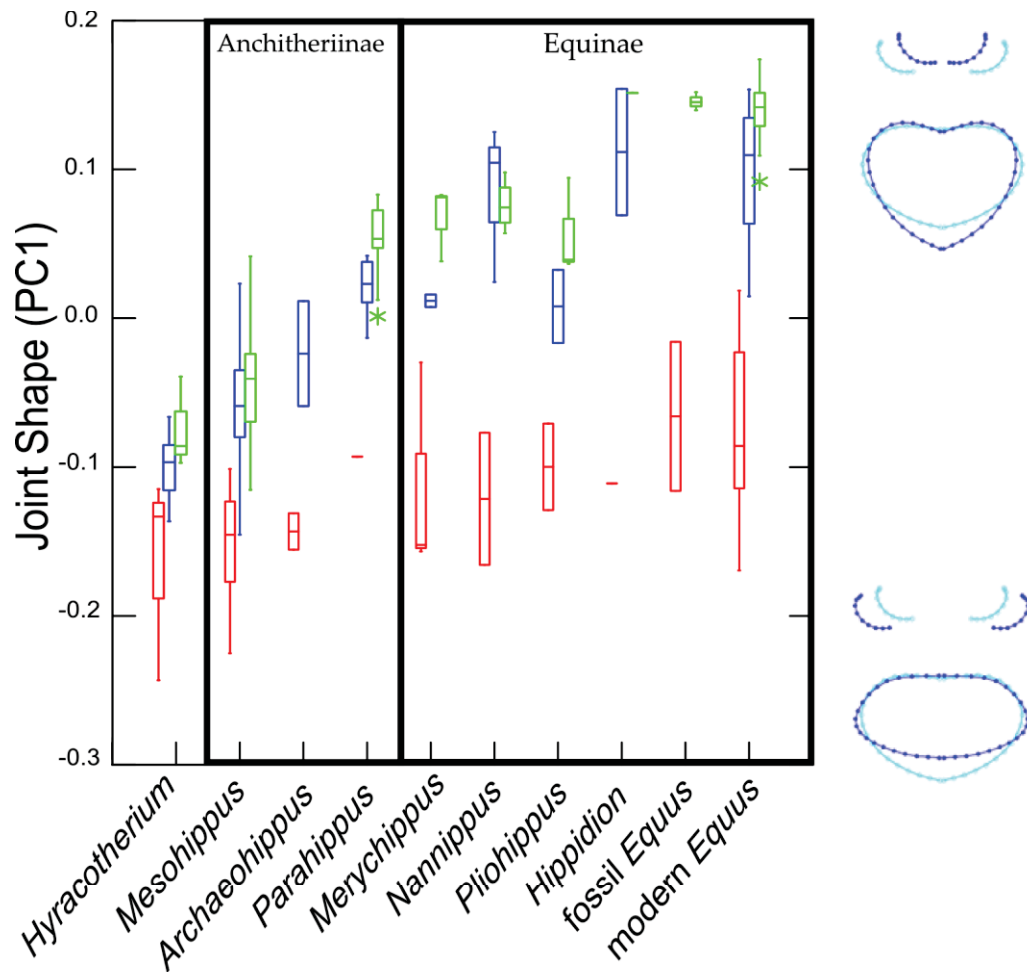 0.2
0.1
0.0
-0.1
-0.2
-0.3
Joint Shape (PC1)
Anchitheriinae
Equinae
Hyracotherium
Mesohippus
Archaeohippus
Parahippus
Merychippus
Nannippus
Pliohippus
Hippidion
fossil Equus
modern Equus